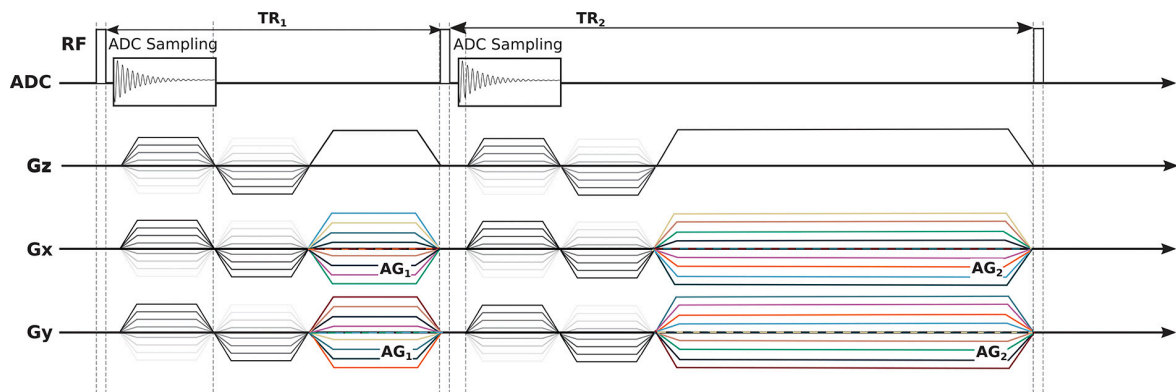 TR₁
TR₂
RF
ADC Sampling
ADC Sampling
ADC
Gz
Gx
AG₁
AG₂
Gy
AG₁
AG₂